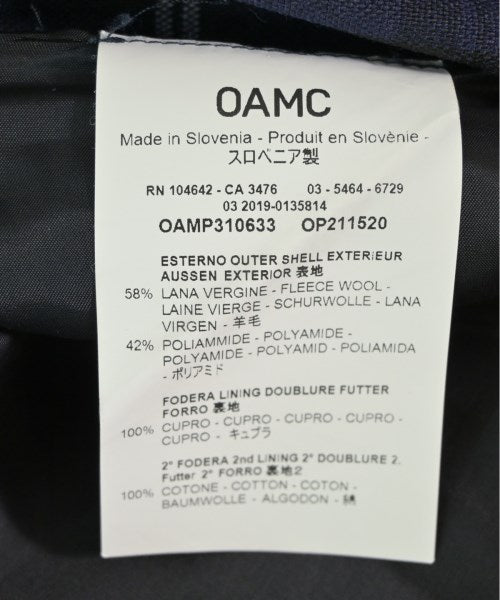 OAMC
Made in Slovenia - Produit en Slovènie -
スロベニア製
RN 104642 - CA 3476 03 - 5464 - 6729
03 2019-0135814
OAMP310633 OP211520
ESTERNO OUTER SHELL EXTERIEUR
AUSSEN EXTERIOR 表地
58% LANA VERGINE - FLEECE WOOL -
LAINE VIERGE - SCHURWOLLE - LANA
VIRGEN - 羊毛
42% POLIAMMIDE - POLYAMIDE -
POLYAMIDE - POLYAMID - POLIAMIDA
- ポリアミド
FODERA LINING DOUBLURE FUTTER
FORRO 裏地
100% CUPRO - CUPRO - CUPRO - CUPRO -
CUPRO - キュプラ
2° FODERA 2nd LINING 2° DOUBLURE 2.
Futter 2° FORRO 裏地2
100% COTONE - COTTON - COTON -
BAUMWOLLE - ALGODON - 綿